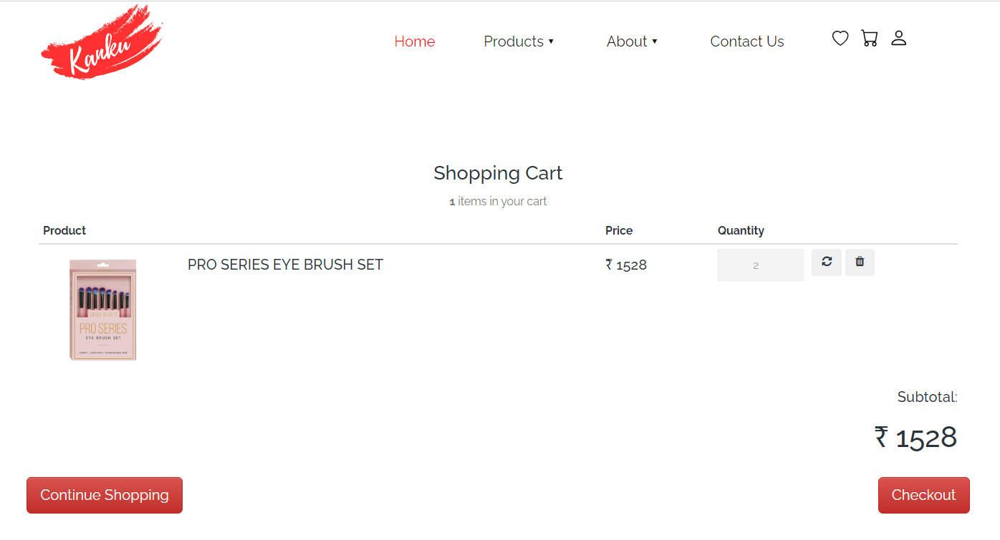 Kanku
Home Products ▾ About ▾ Contact Us
Shopping Cart
1 items in your cart
Product Price Quantity
PRO SERIES EYE BRUSH SET ₹ 1528 2
PRO SERIES
EYE BRUSH SET
Subtotal:
₹ 1528
Continue Shopping Checkout